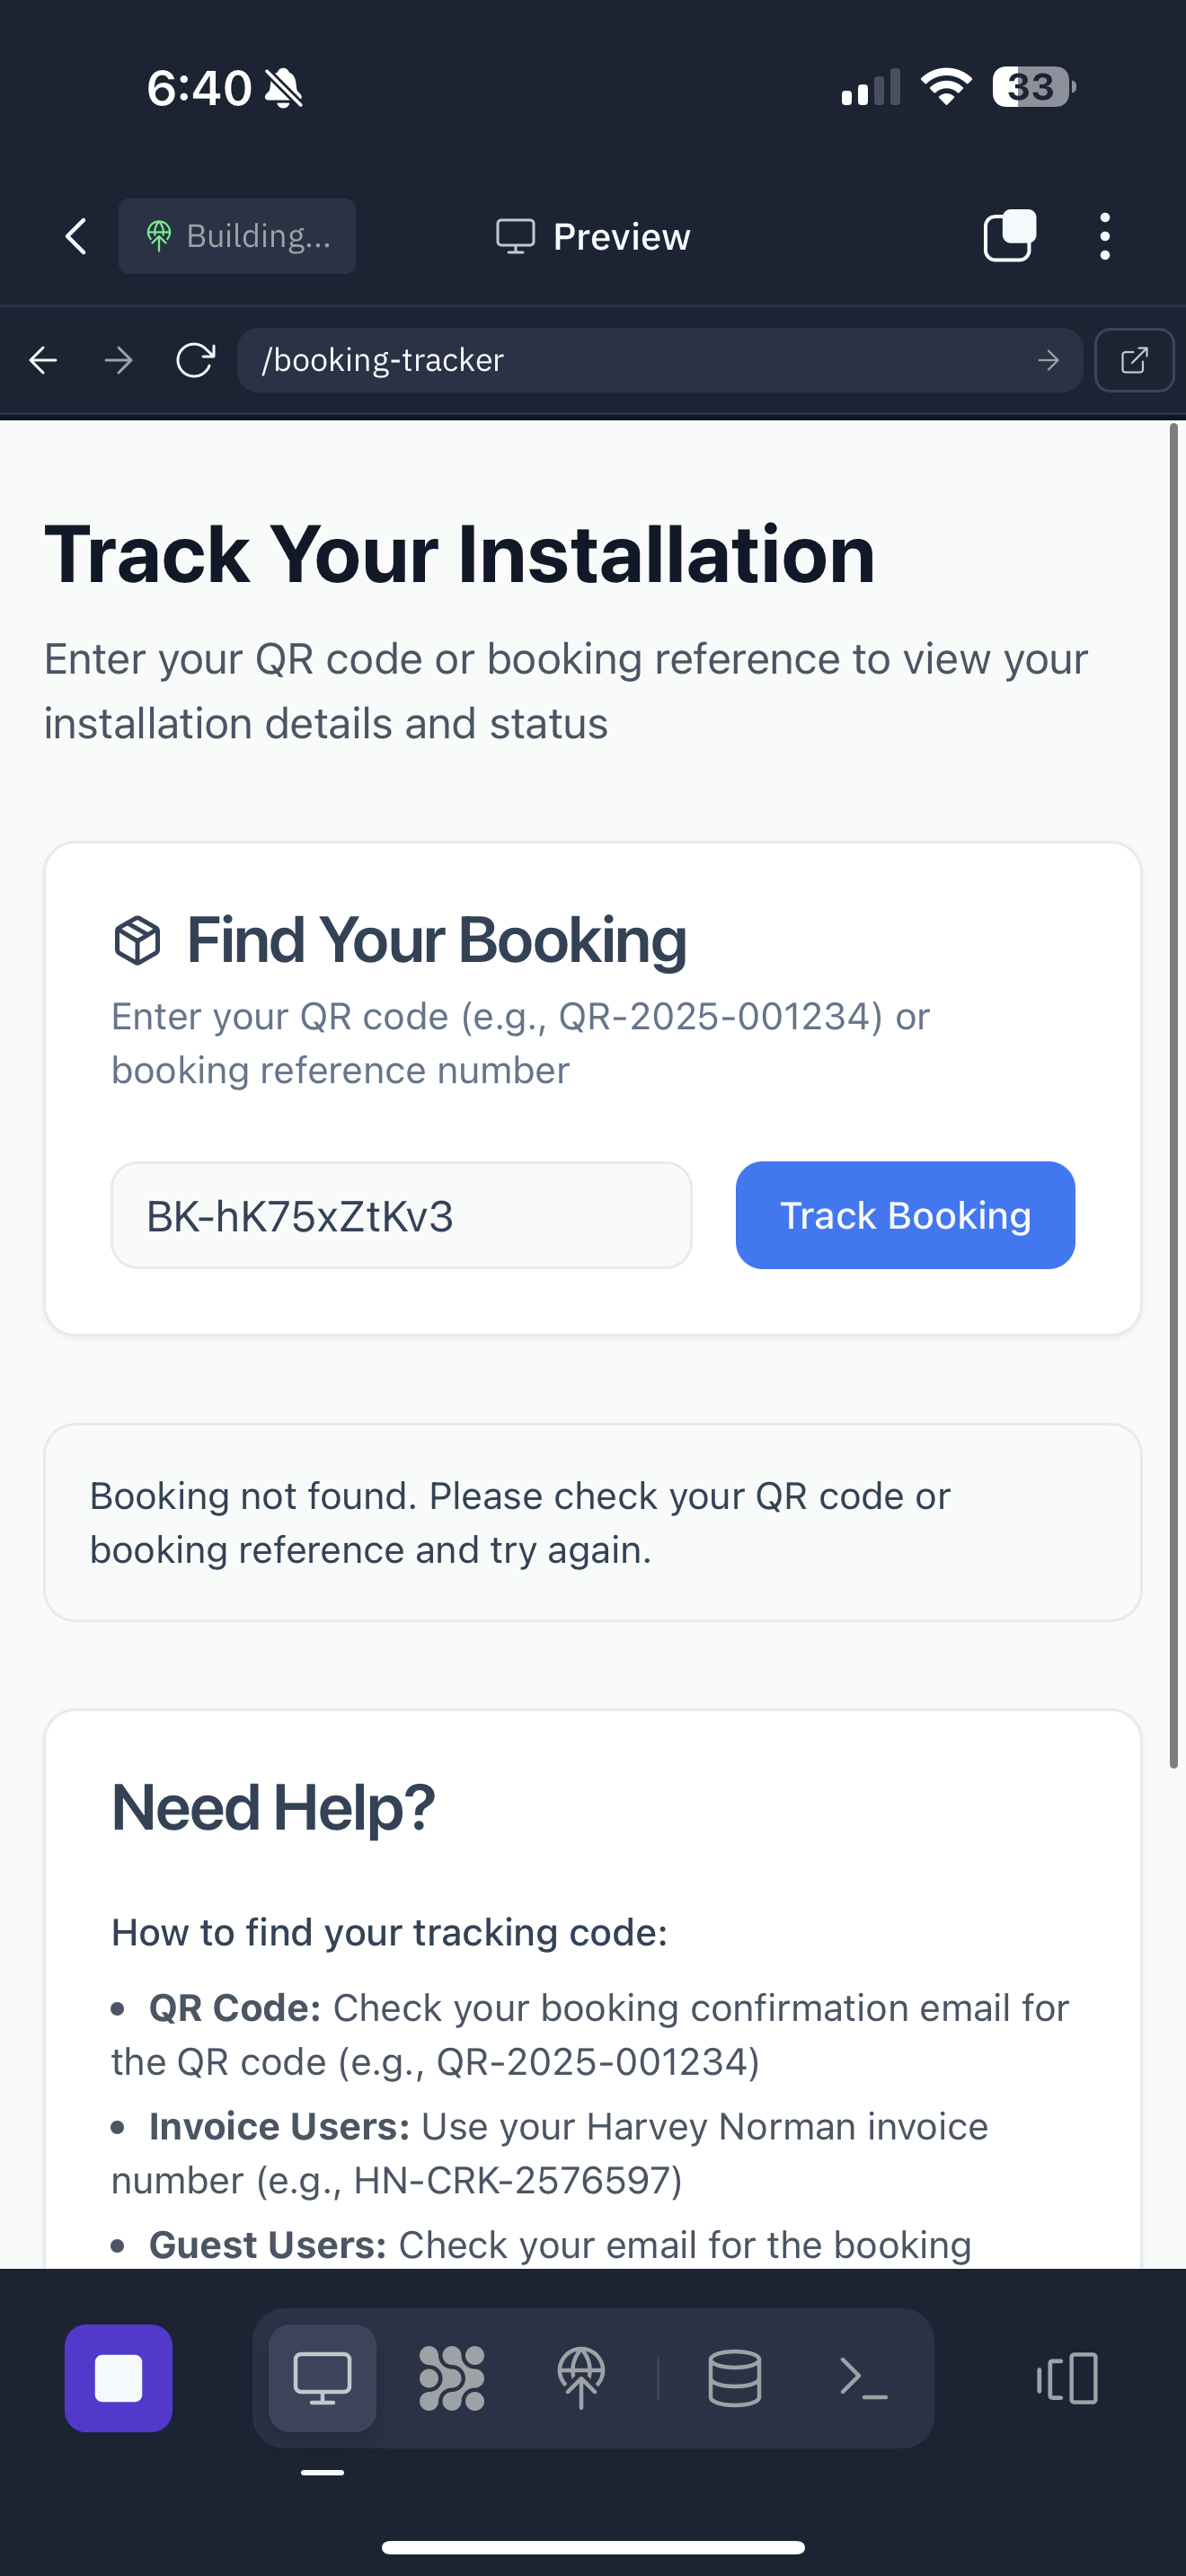 6:40
33
Building...
Preview
/booking-tracker
Track Your Installation
Enter your QR code or booking reference to view your
installation details and status
Find Your Booking
Enter your QR code (e.g., QR-2025-001234) or
booking reference number
BK-hK75xZtKv3
Track Booking
Booking not found. Please check your QR code or
booking reference and try again.
Need Help?
How to find your tracking code:
• QR Code: Check your booking confirmation email for
the QR code (e.g., QR-2025-001234)
• Invoice Users: Use your Harvey Norman invoice
number (e.g., HN-CRK-2576597)
• Guest Users: Check your email for the booking